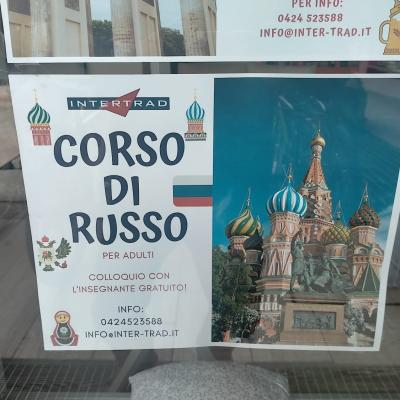 PER INFO:
0424 523588
INFO@INTER-TRAD.IT
INTERTRAD
CORSO
DI
RUSSO
PER ADULTI
COLLOQUIO CON
L'INSEGNANTE GRATUITO!
INFO:
0424523588
INFO@INTER-TRAD.IT